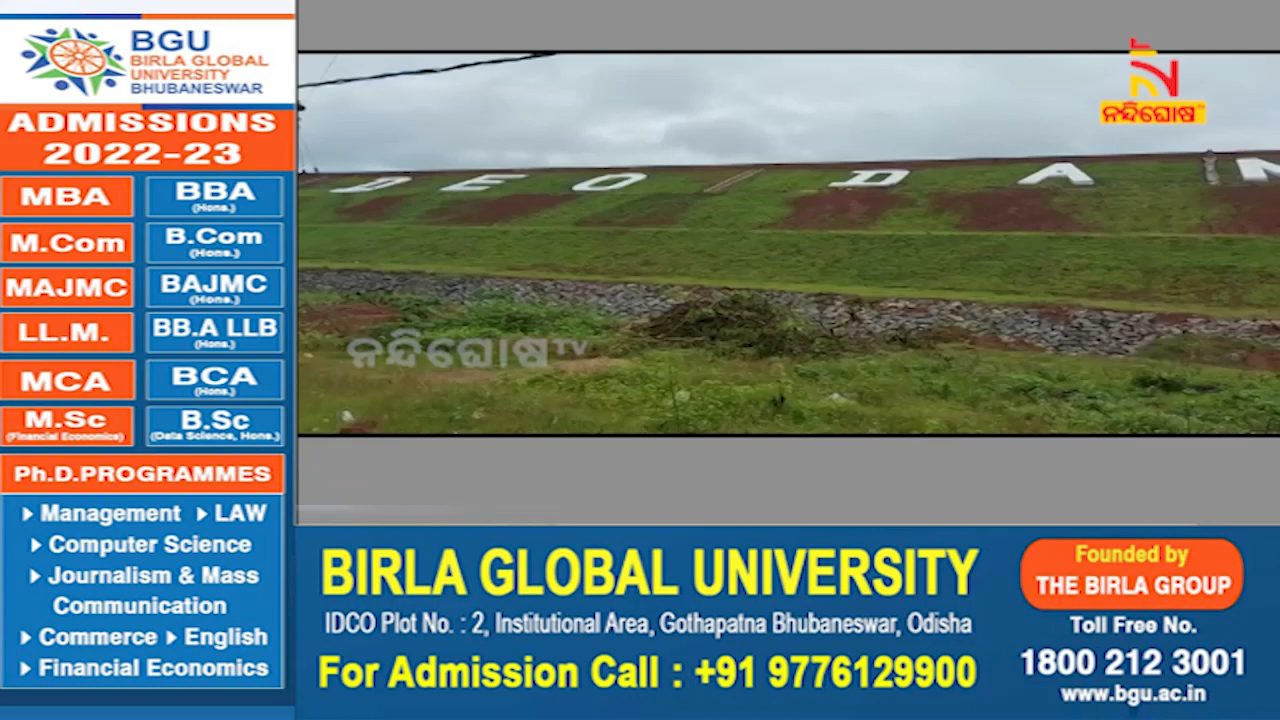 BGU
BIRLA GLOBAL
UNIVERSITY
BHUBANESWAR
ADMISSIONS
2022-23
MBA
BBA
(Hons.)
M.Com
B.Com
(Hons.)
MAJMC
BAJMC
(Hons.)
LL.M.
BB.A LLB
(Hons.)
MCA
BCA
(Hons.)
M.Sc
(Financial Economics)
B.Sc
(Data Science, Hons.)
Ph.D.PROGRAMMES
Management LAW
Computer Science
Journalism & Mass
Communication
Commerce English
Financial Economics
ନନ୍ଦିଘୋଷ TV
DEO DAM
ନନ୍ଦିଘୋଷ TV
BIRLA GLOBAL UNIVERSITY
IDCO Plot No. : 2, Institutional Area, Gothapatna Bhubaneswar, Odisha
For Admission Call : +91 9776129900
Founded by
THE BIRLA GROUP
Toll Free No.
1800 212 3001
www.bgu.ac.in